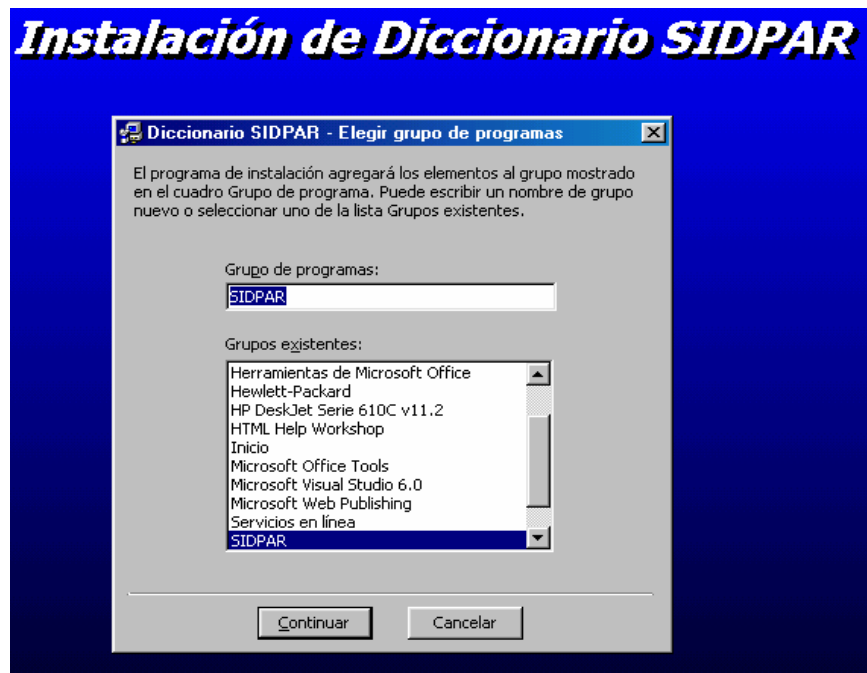 Instalación de Diccionario SIDPAR
Diccionario SIDPAR - Elegir grupo de programas
El programa de instalación agregará los elementos al grupo mostrado
en el cuadro Grupo de programa. Puede escribir un nombre de grupo
nuevo o seleccionar uno de la lista Grupos existentes.
Grupo de programas:
SIDPAR
Grupos existentes:
Herramientas de Microsoft Office
Hewlett-Packard
HP DeskJet Serie 610C v11.2
HTML Help Workshop
Inicio
Microsoft Office Tools
Microsoft Visual Studio 6.0
Microsoft Web Publishing
Servicios en línea
SIDPAR
Continuar
Cancelar